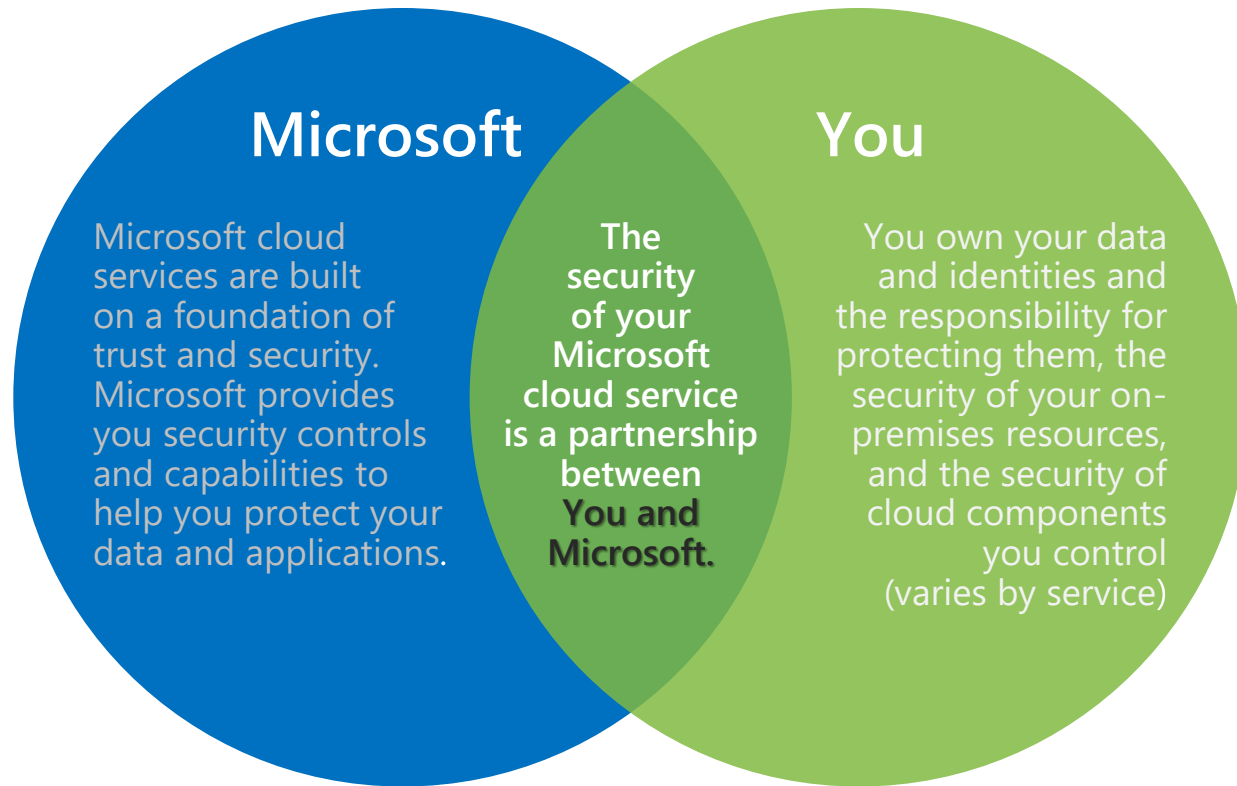 Microsoft
Microsoft cloud
services are built
on a foundation of
trust and security.
Microsoft provides
you security controls
and capabilities to
help you protect your
data and applications.
The
security
of your
Microsoft
cloud service
is a partnership
between
You and
Microsoft.
You
You own your data
and identities and
the responsibility for
protecting them, the
security of your on-
premises resources,
and the security of
cloud components
you control
(varies by service)